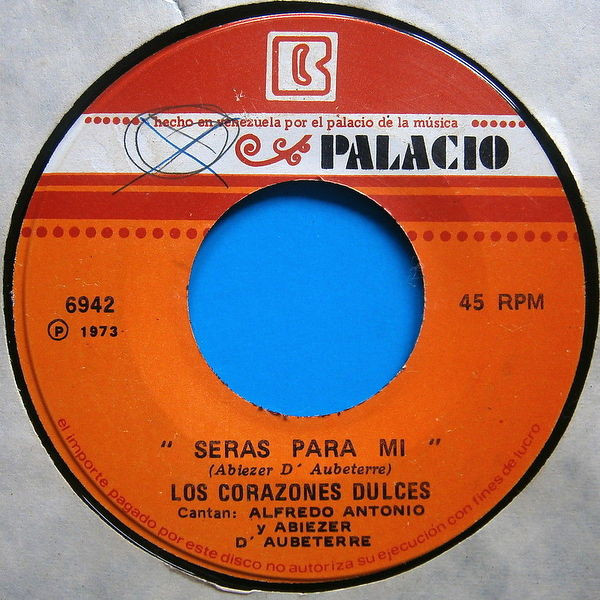 hecho en venezuela por el palacio de la música
PALACIO
6942
45 RPM
Ⓟ 1973
" SERAS PARA MI "
(Abiezer D´ Aubeterre)
LOS CORAZONES DULCES
Cantan: ALFREDO ANTONIO
y ABIEZER
D´ AUBETERRE
el importe pagado por este disco no autoriza su ejecución con fines de lucro